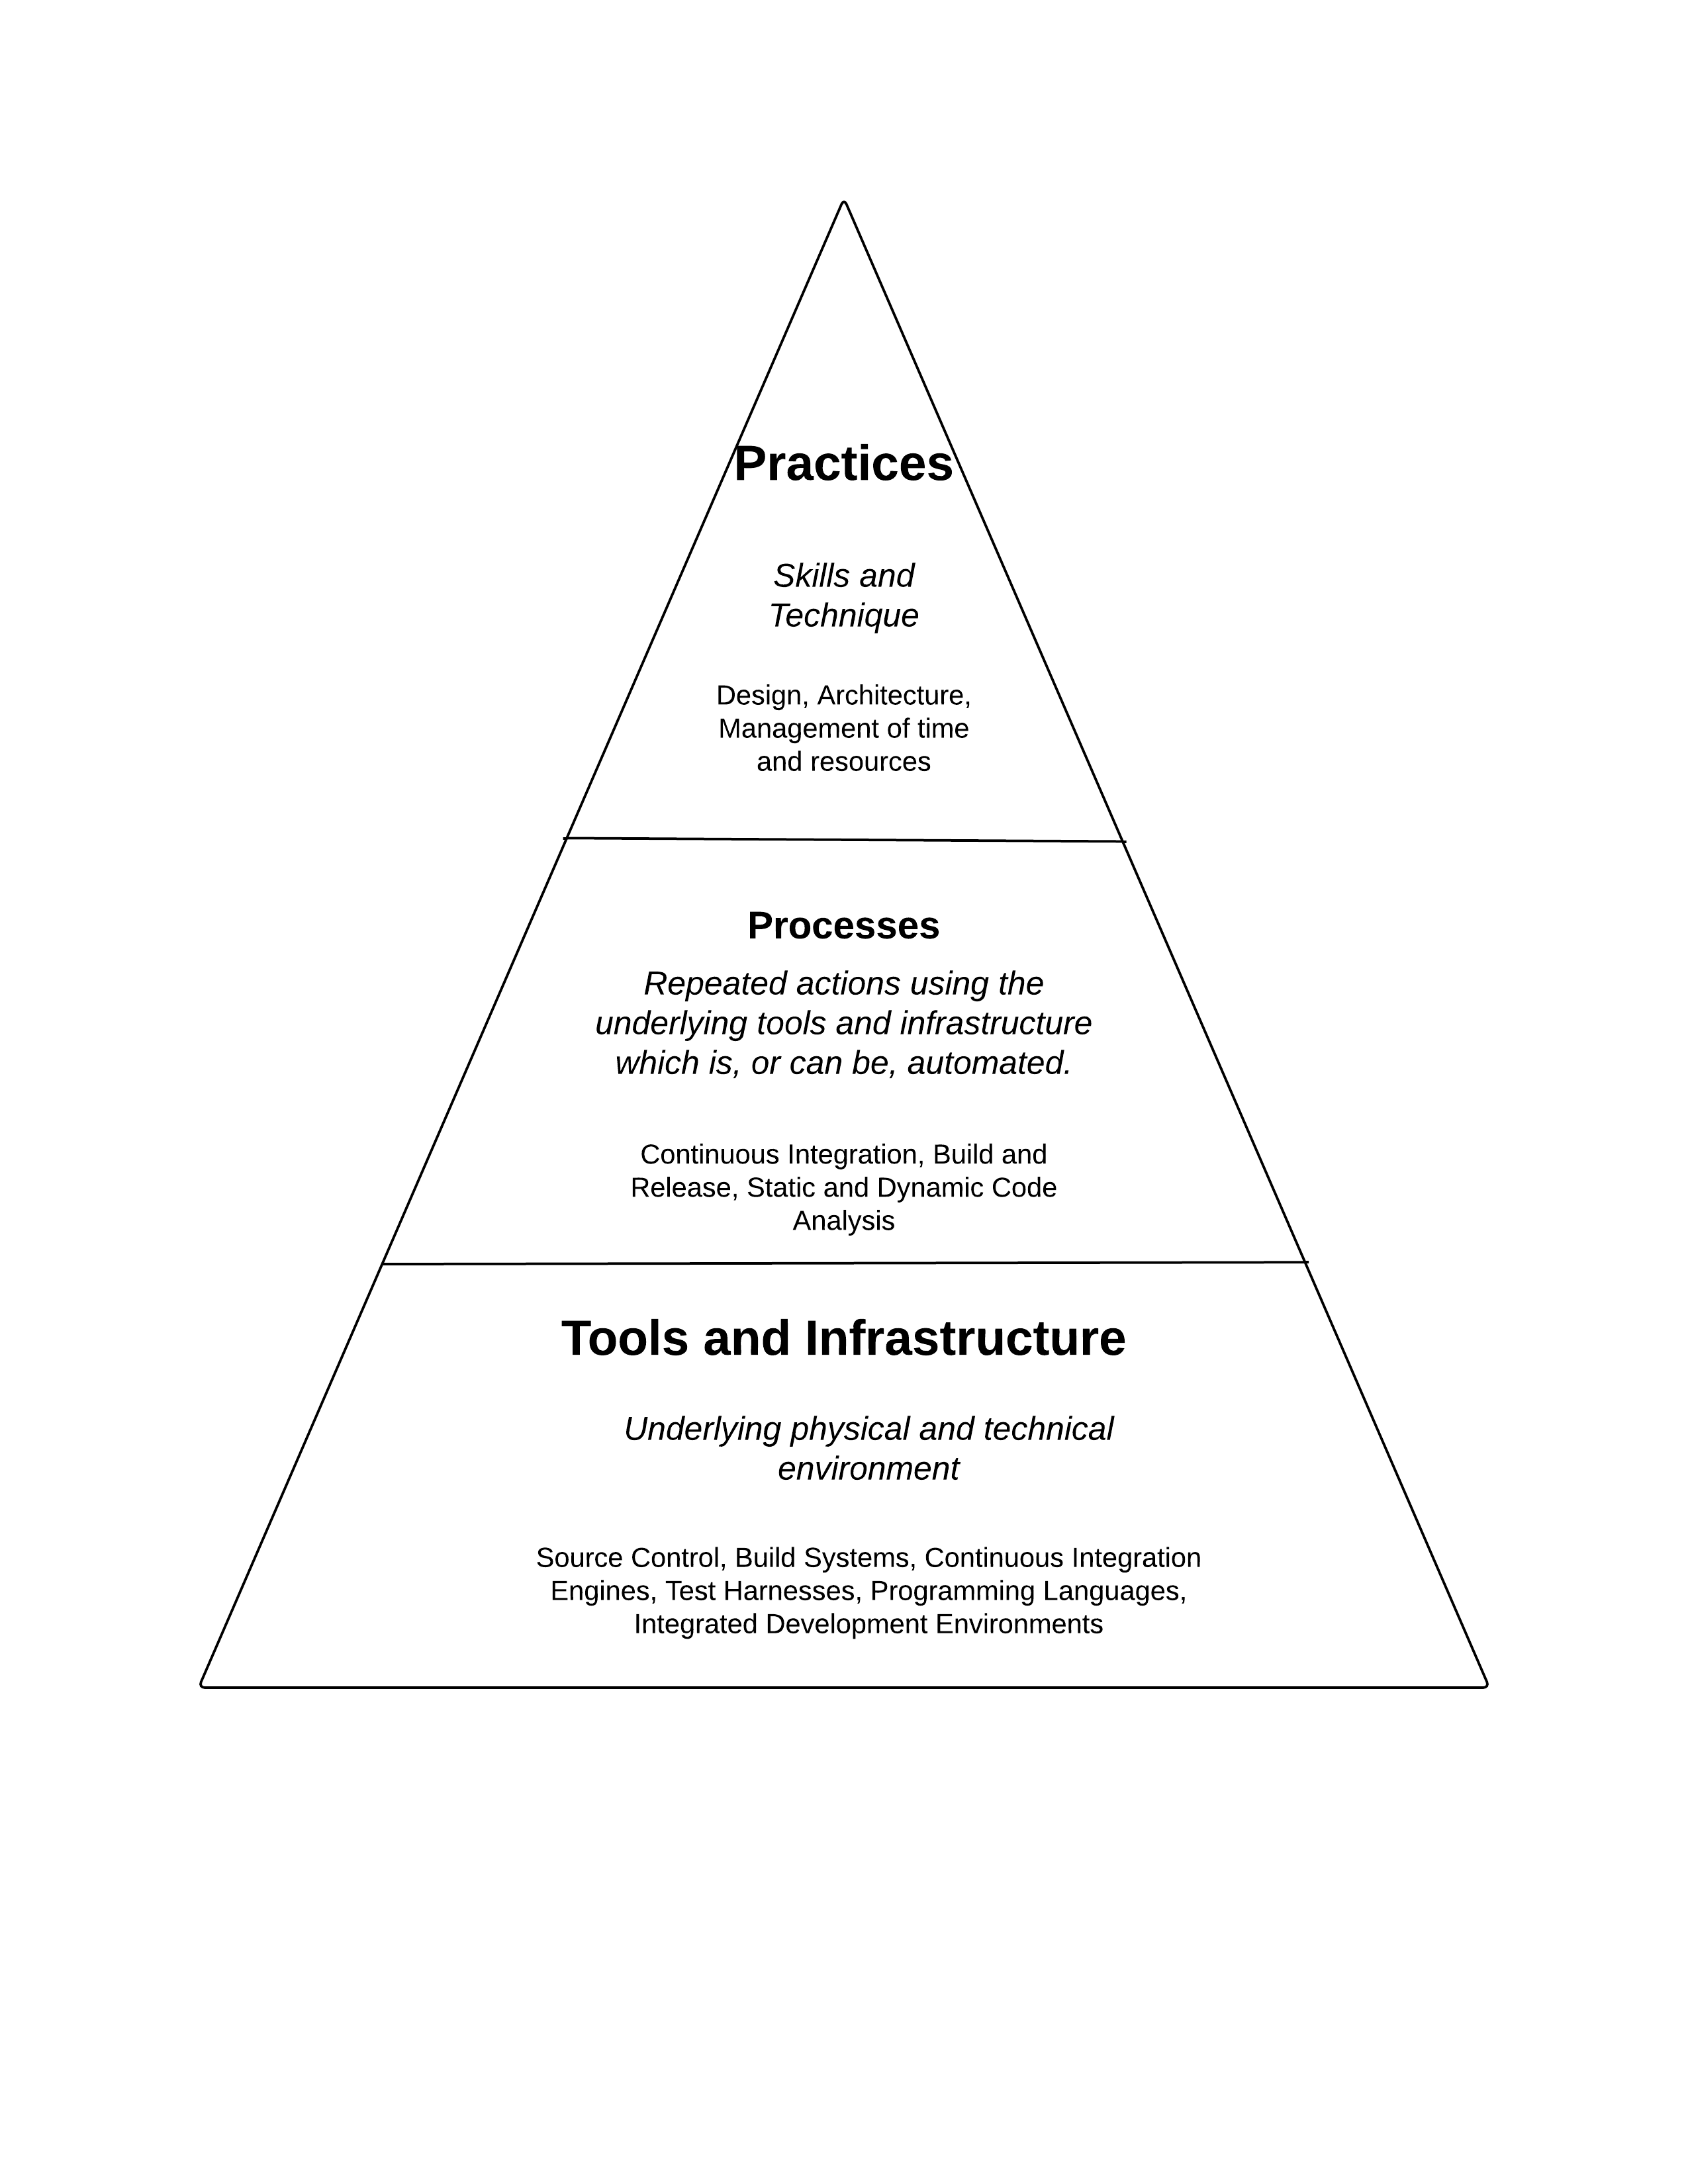 Practices
Skills and
Technique
Design, Architecture,
Management of time
and resources
Processes
Repeated actions using the
underlying tools and infrastructure
which is, or can be, automated.
Continuous Integration, Build and
Release, Static and Dynamic Code
Analysis
Tools and Infrastructure
Underlying physical and technical
environment
Source Control, Build Systems, Continuous Integration
Engines, Test Harnesses, Programming Languages,
Integrated Development Environments